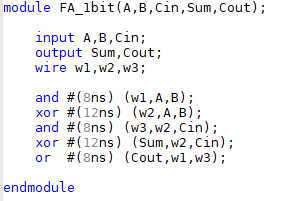 module FA_1bit(A,B,Cin,Sum,Cout);
input A,B,Cin;
output Sum,Cout;
wire w1,w2,w3;
and #(8ns) (w1,A,B);
xor #(12ns) (w2,A,B);
and #(8ns) (w3,w2,Cin);
xor #(12ns) (Sum,w2,Cin);
or  #(8ns) (Cout,w1,w3);
endmodule